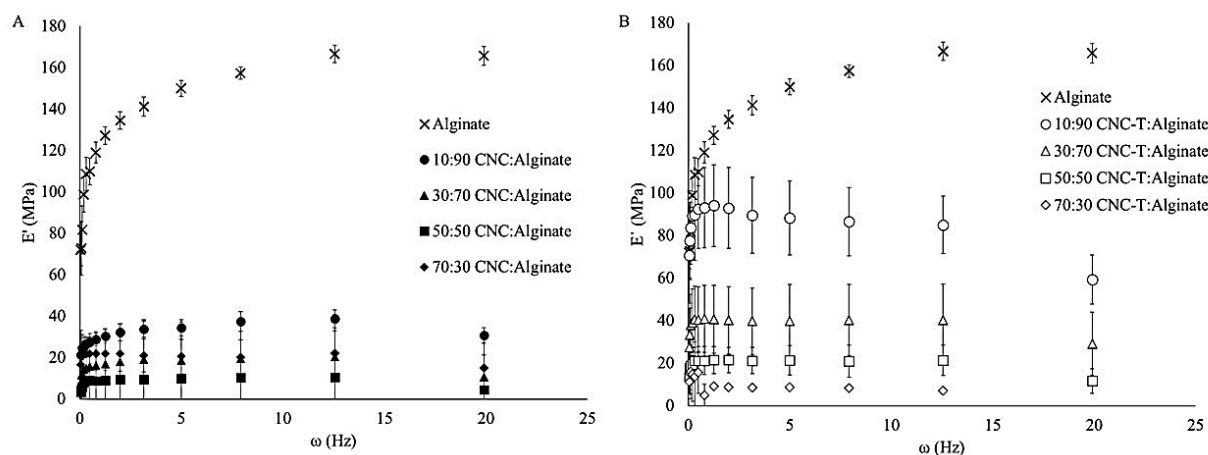 A
180
160
140
120
100
80
60
40
20
0
E' (MPa)
0
5
10
15
20
25
ω (Hz)
Alginate
10:90 CNC:Alginate
30:70 CNC:Alginate
50:50 CNC:Alginate
70:30 CNC:Alginate
B
180
160
140
120
100
80
60
40
20
0
E' (MPa)
0
5
10
15
20
25
ω (Hz)
Alginate
10:90 CNC-T:Alginate
30:70 CNC-T:Alginate
50:50 CNC-T:Alginate
70:30 CNC-T:Alginate